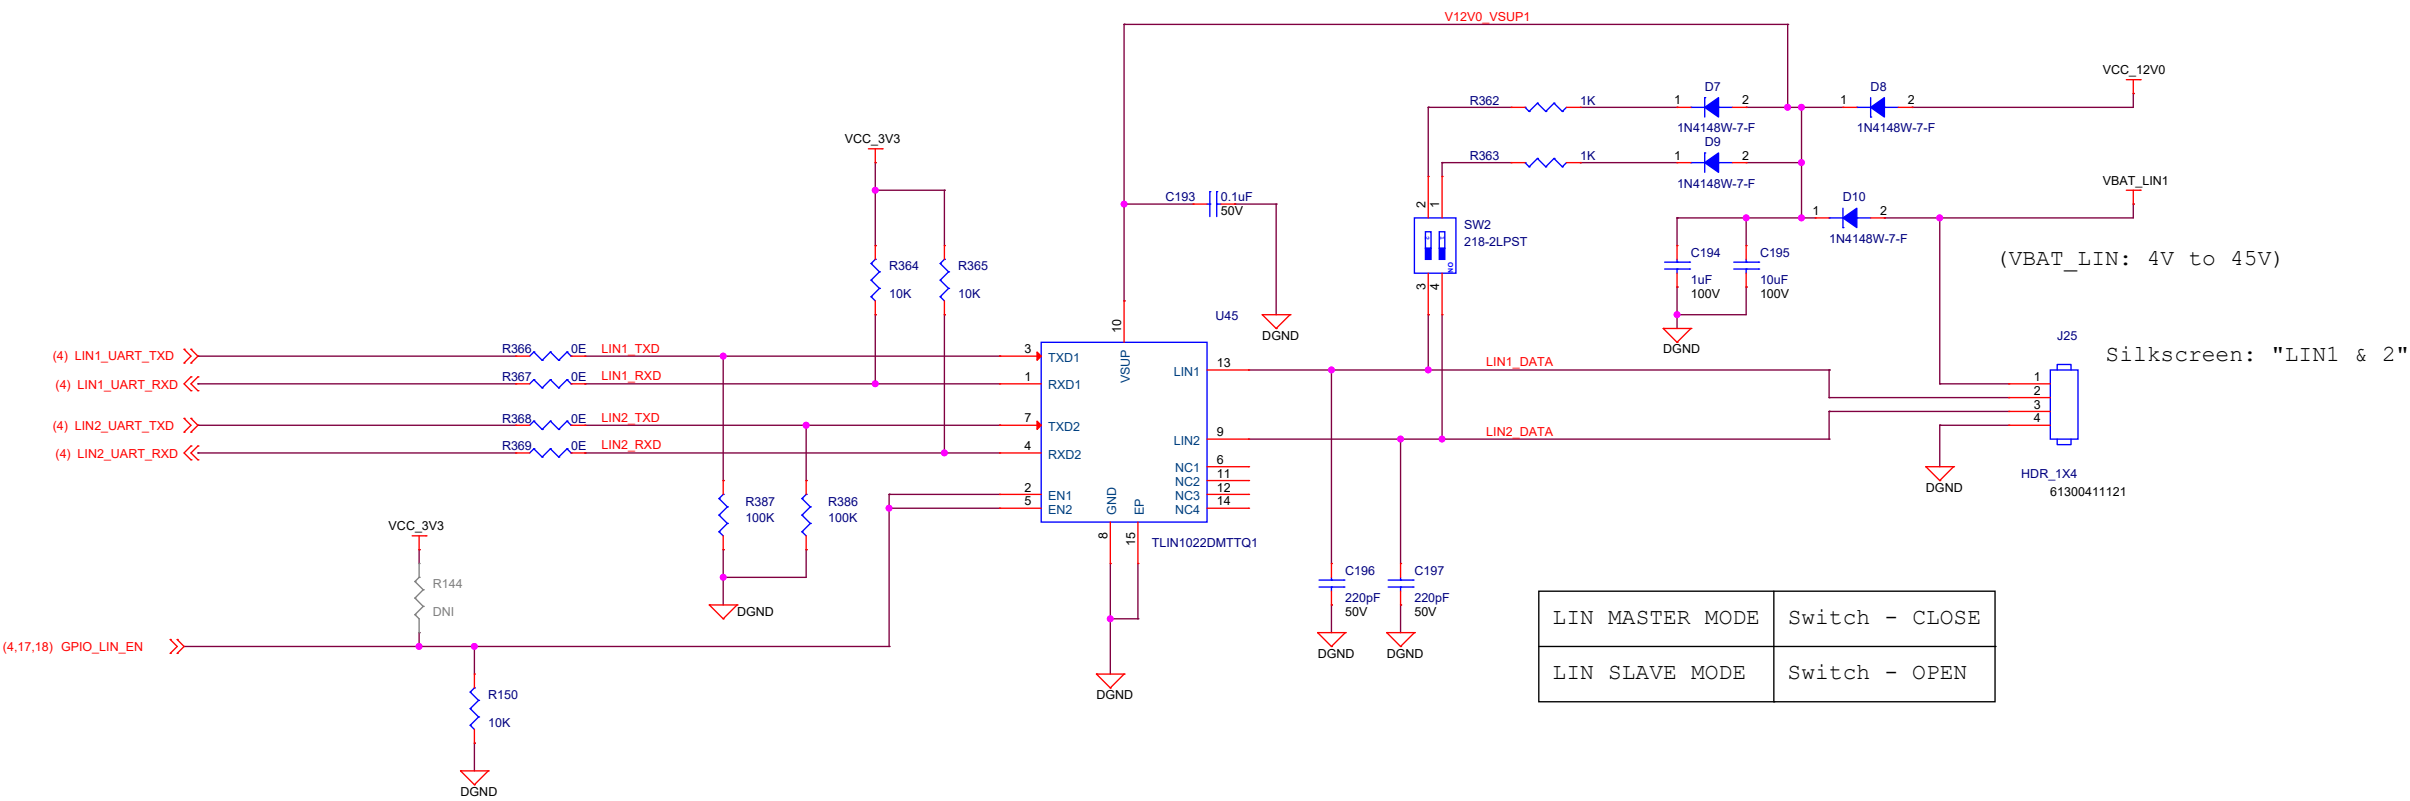 V12V0_VSUP1
VCC_12V0
D7
D8
R362
1K
1
2
1
2
1N4148W-7-F
1N4148W-7-F
VCC_3V3
D9
R363
1K
1
2
1N4148W-7-F
VBAT_LIN1
C193
0.1uF
50V
D10
1
2
1N4148W-7-F
2
1
SW2
218-2LPST
ON
3
4
(VBAT_LIN: 4V to 45V)
C194
1uF
100V
C195
10uF
100V
R364
10K
R365
10K
DGND
DGND
U45
10
VSUP
J25
Silkscreen: "LIN1 & 2"
(4) LIN1_UART_TXD
R366
0E
LIN1_TXD
3
TXD1
(4) LIN1_UART_RXD
R367
0E
LIN1_RXD
1
RXD1
(4) LIN2_UART_TXD
R368
0E
LIN2_TXD
7
TXD2
(4) LIN2_UART_RXD
R369
0E
LIN2_RXD
4
RXD2
2
EN1
5
EN2
LIN1
13
LIN1_DATA
LIN2
9
LIN2_DATA
NC1
6
NC2
11
NC3
12
NC4
14
GND
EP
8
15
TLIN1022DMTTQ1
1
2
3
4
HDR_1X4
61300411121
DGND
R387
100K
R386
100K
DGND
VCC_3V3
R144
DNI
C196
220pF
50V
C197
220pF
50V
DGND
DGND
DGND
(4,17,18) GPIO_LIN_EN
R150
10K
DGND
LIN MASTER MODE
Switch - CLOSE
LIN SLAVE MODE
Switch - OPEN